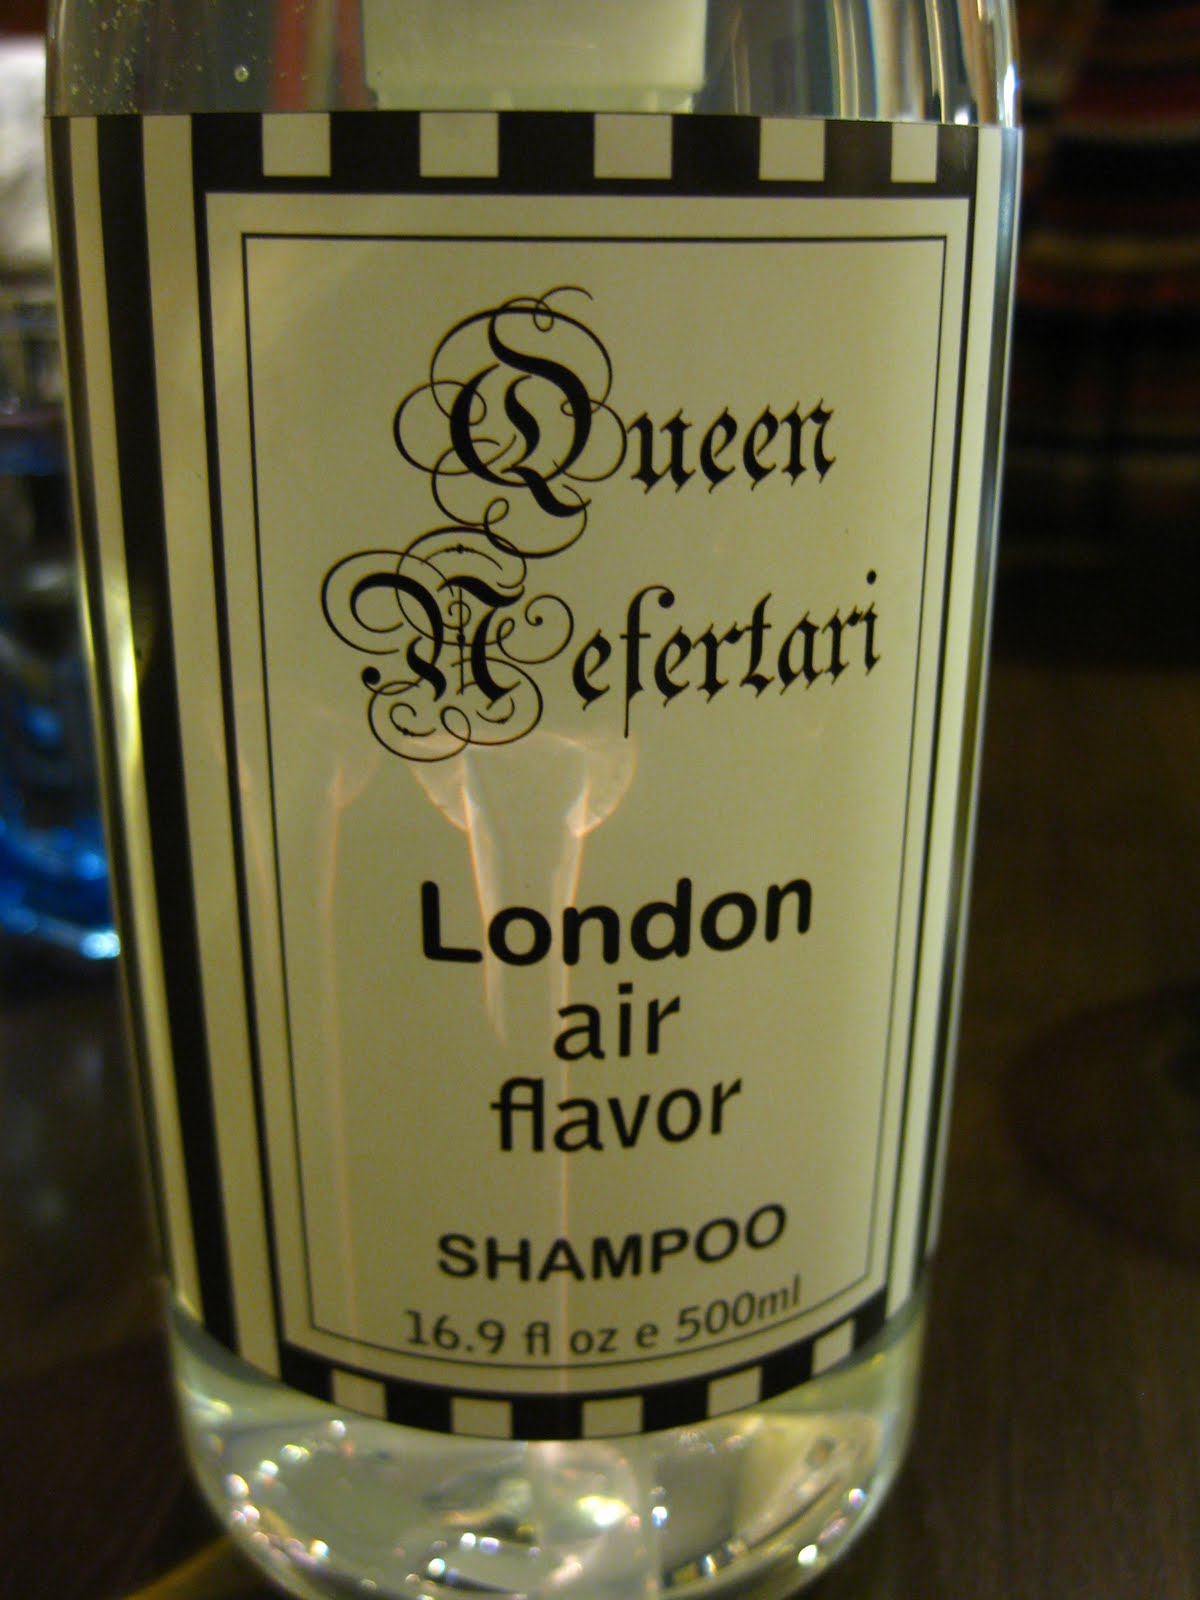 Queen
Nefertari
London
air
flavor
SHAMPOO
16.9 fl oz e 500ml